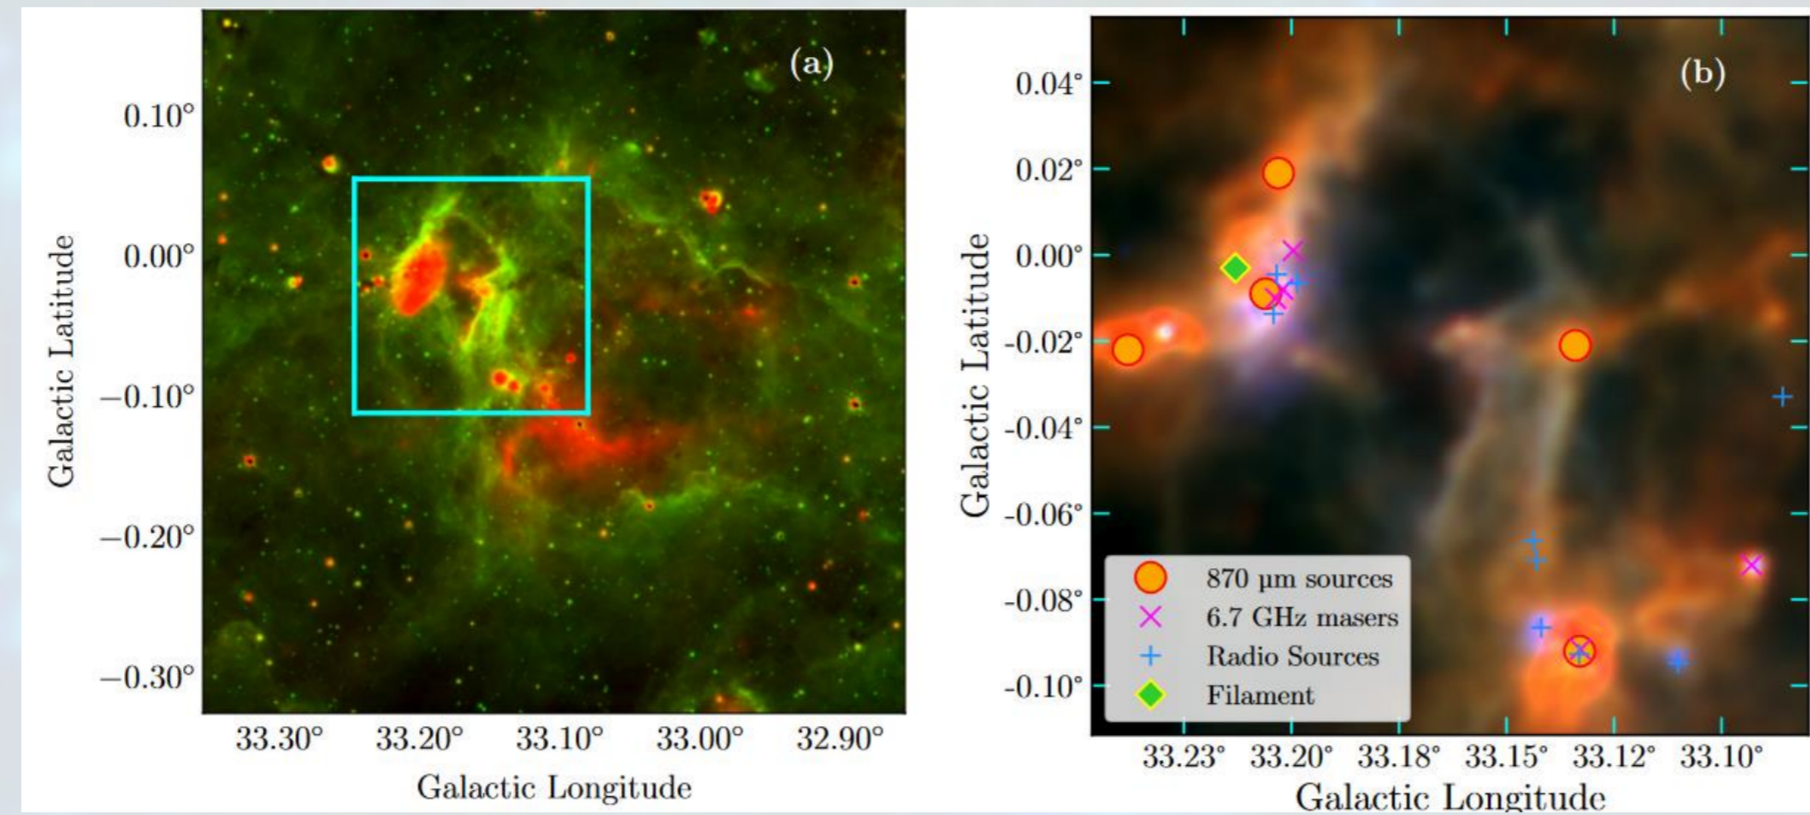 (a)
0.10°
0.00°
−0.10°
−0.20°
−0.30°
Galactic Latitude
33.30° 33.20° 33.10° 33.00° 32.90°
Galactic Longitude
(b)
0.04°
0.02°
0.00°
-0.02°
-0.04°
-0.06°
-0.08°
-0.10°
Galactic Latitude
870 µm sources
6.7 GHz masers
Radio Sources
Filament
33.23° 33.20° 33.18° 33.15° 33.12° 33.10°
Galactic Longitude